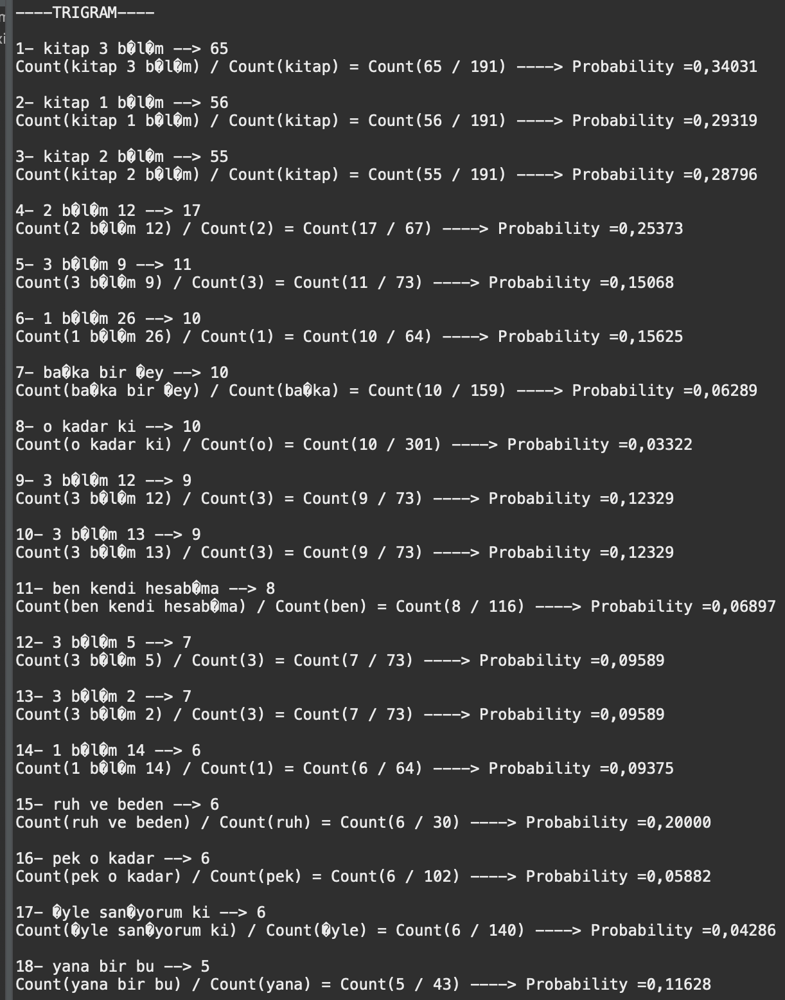 ----TRIGRAM----
1- kitap 3 b�l�m --> 65
Count(kitap 3 b�l�m) / Count(kitap) = Count(65 / 191) ----> Probability =0,34031
2- kitap 1 b�l�m --> 56
Count(kitap 1 b�l�m) / Count(kitap) = Count(56 / 191) ----> Probability =0,29319
3- kitap 2 b�l�m --> 55
Count(kitap 2 b�l�m) / Count(kitap) = Count(55 / 191) ----> Probability =0,28796
4- 2 b�l�m 12 --> 17
Count(2 b�l�m 12) / Count(2) = Count(17 / 67) ----> Probability =0,25373
5- 3 b�l�m 9 --> 11
Count(3 b�l�m 9) / Count(3) = Count(11 / 73) ----> Probability =0,15068
6- 1 b�l�m 26 --> 10
Count(1 b�l�m 26) / Count(1) = Count(10 / 64) ----> Probability =0,15625
7- ba�ka bir �ey --> 10
Count(ba�ka bir �ey) / Count(ba�ka) = Count(10 / 159) ----> Probability =0,06289
8- o kadar ki --> 10
Count(o kadar ki) / Count(o) = Count(10 / 301) ----> Probability =0,03322
9- 3 b�l�m 12 --> 9
Count(3 b�l�m 12) / Count(3) = Count(9 / 73) ----> Probability =0,12329
10- 3 b�l�m 13 --> 9
Count(3 b�l�m 13) / Count(3) = Count(9 / 73) ----> Probability =0,12329
11- ben kendi hesab�ma --> 8
Count(ben kendi hesab�ma) / Count(ben) = Count(8 / 116) ----> Probability =0,06897
12- 3 b�l�m 5 --> 7
Count(3 b�l�m 5) / Count(3) = Count(7 / 73) ----> Probability =0,09589
13- 3 b�l�m 2 --> 7
Count(3 b�l�m 2) / Count(3) = Count(7 / 73) ----> Probability =0,09589
14- 1 b�l�m 14 --> 6
Count(1 b�l�m 14) / Count(1) = Count(6 / 64) ----> Probability =0,09375
15- ruh ve beden --> 6
Count(ruh ve beden) / Count(ruh) = Count(6 / 30) ----> Probability =0,20000
16- pek o kadar --> 6
Count(pek o kadar) / Count(pek) = Count(6 / 102) ----> Probability =0,05882
17- �yle san�yorum ki --> 6
Count(�yle san�yorum ki) / Count(�yle) = Count(6 / 140) ----> Probability =0,04286
18- yana bir bu --> 5
Count(yana bir bu) / Count(yana) = Count(5 / 43) ----> Probability =0,11628